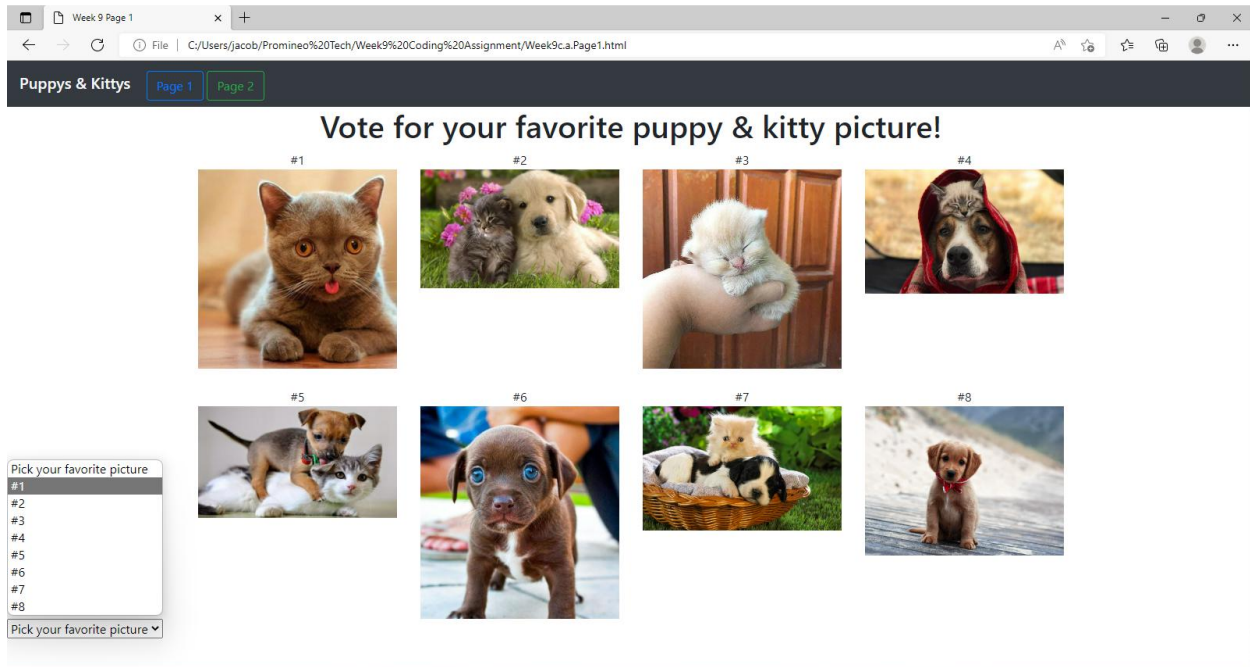 Week 9 Page 1
File C:/Users/jacob/Promineo%20Tech/Week9%20Coding%20Assignment/Week9c.a.Page1.html
Puppys & Kittys Page 1 Page 2
Vote for your favorite puppy & kitty picture!
#1 #2 #3 #4
#5 #6 #7 #8
Pick your favorite picture
#1
#2
#3
#4
#5
#6
#7
#8
Pick your favorite picture